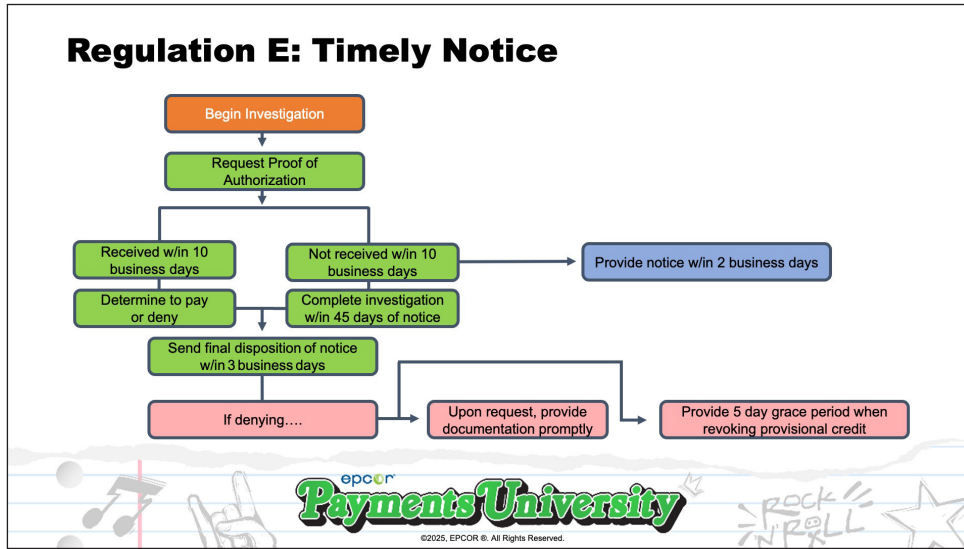 Regulation E: Timely Notice
Begin Investigation
Request Proof of
Authorization
Received w/in 10
business days
Not received w/in 10
business days
Provide notice w/in 2 business days
Determine to pay
or deny
Complete investigation
w/in 45 days of notice
Send final disposition of notice
w/in 3 business days
If denying....
Upon request, provide
documentation promptly
Provide 5 day grace period when
revoking provisional credit
epcor
Payments University
ROCK
N' ROLL
©2025, EPCOR ®. All Rights Reserved.